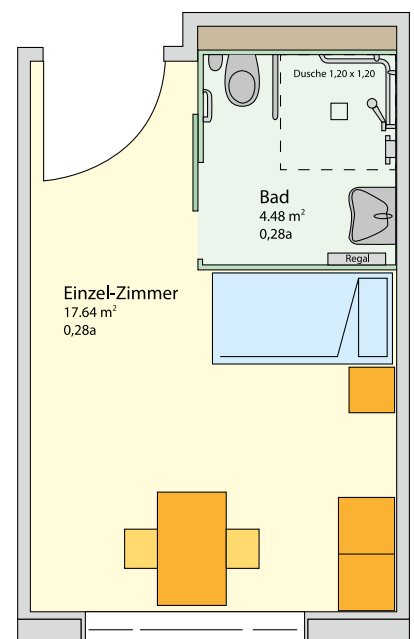 Dusche 1,20 x 1,20
Bad
4.48 m²
0,28a
Regal
Einzel-Zimmer
17.64 m²
0,28a